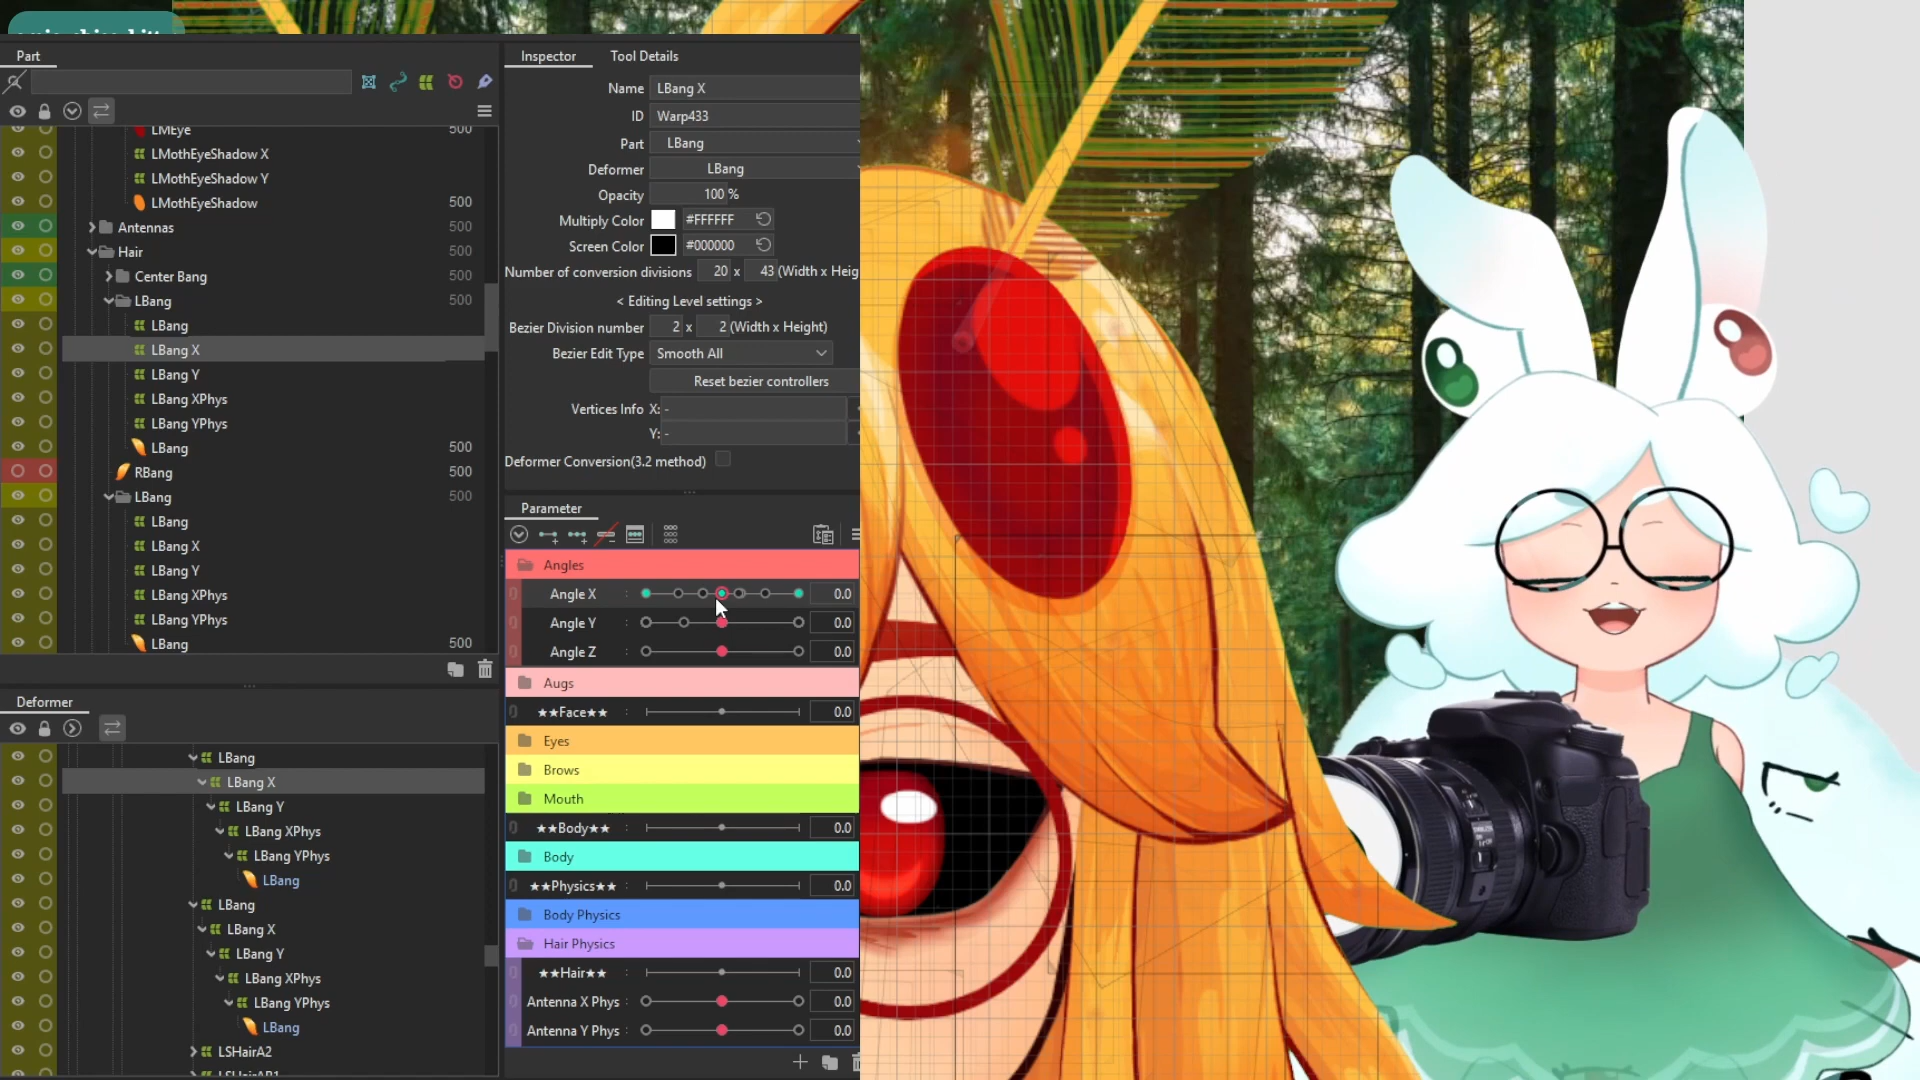 Part
LMEye 500
LMothEyeShadow X
LMothEyeShadow Y
LMothEyeShadow 500
Antennas 500
Hair 500
Center Bang 500
LBang 500
LBang
LBang X
LBang Y
LBang XPhys
LBang YPhys
LBang 500
RBang 500
LBang 500
LBang
LBang X
LBang Y
LBang XPhys
LBang YPhys
LBang 500
Deformer
LBang
LBang X
LBang Y
LBang XPhys
LBang YPhys
LBang
LBang
LBang X
LBang Y
LBang XPhys
LBang YPhys
LBang
LSHairA2
Inspector Tool Details
Name LBang X
ID Warp433
Part LBang
Deformer LBang
Opacity 100 %
Multiply Color #FFFFFF
Screen Color #000000
Number of conversion divisions 20 x 43 (Width x Heig
< Editing Level settings >
Bezier Division number 2 x 2 (Width x Height)
Bezier Edit Type Smooth All
Reset bezier controllers
Vertices Info X: -
Y: -
Deformer Conversion(3.2 method)
Parameter
Angles
Angle X : 0.0
Angle Y : 0.0
Angle Z : 0.0
Augs
★★Face★★ : 0.0
Eyes
Brows
Mouth
★★Body★★ : 0.0
Body
★★Physics★★ : 0.0
Body Physics
Hair Physics
★★Hair★★ : 0.0
Antenna X Phys : 0.0
Antenna Y Phys : 0.0